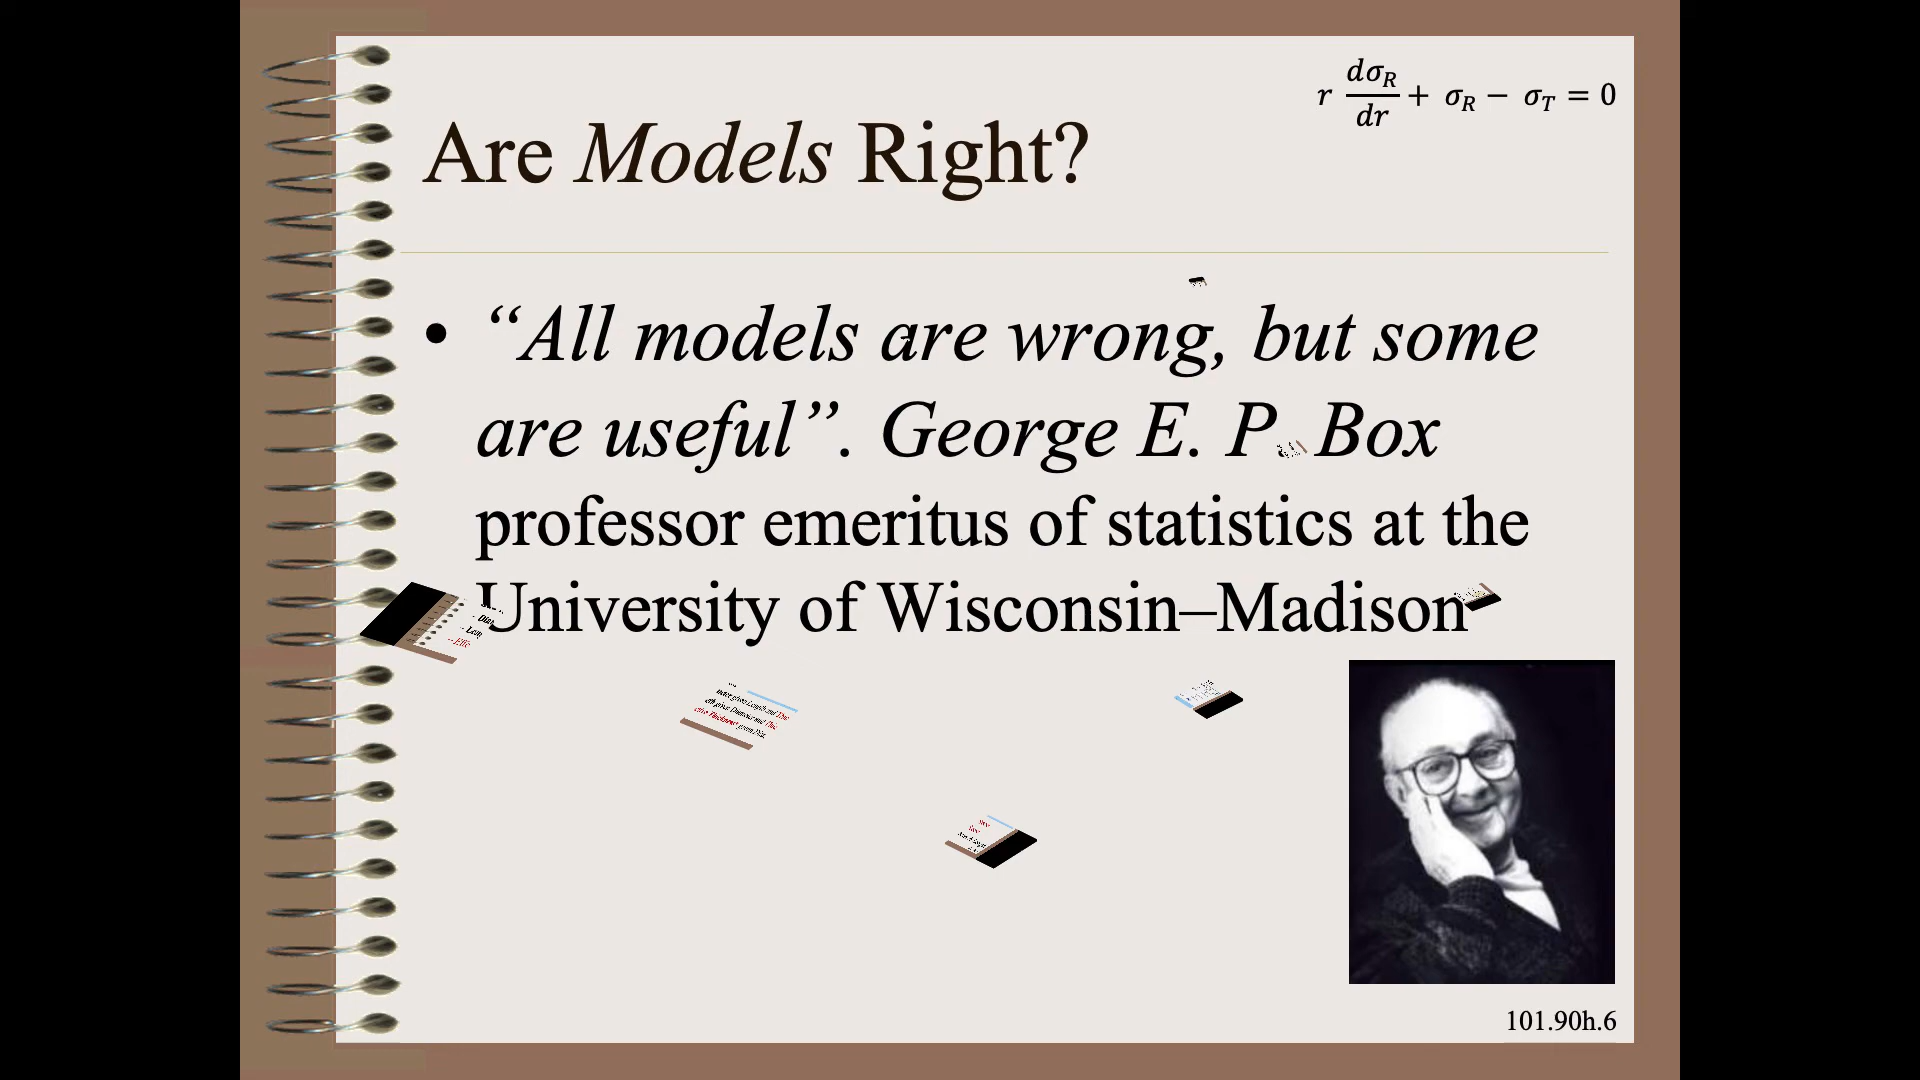 r dσ_R/dr + σ_R − σ_T = 0
Are Models Right?
• “All models are wrong, but some
are useful”. George E. P. Box
professor emeritus of statistics at the
University of Wisconsin–Madison
101.90h.6